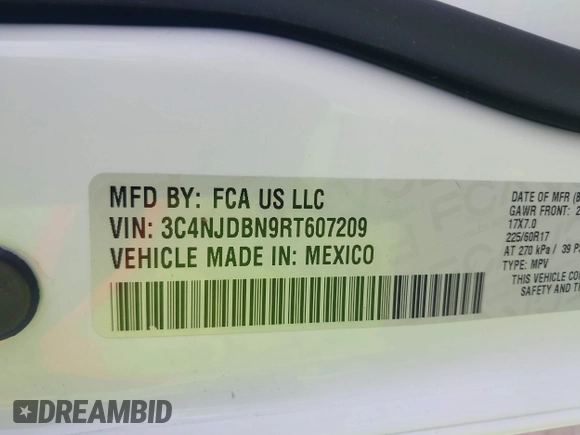 MFD BY: FCA US LLC
VIN: 3C4NJDBN9RT607209
VEHICLE MADE IN: MEXICO
DATE OF MFR
GAWR FRONT:
17X7.0
225/60R17
AT 270 kPa / 39
TYPE: MPV
THIS VEHICLE
SAFETY AND
DREAMBID